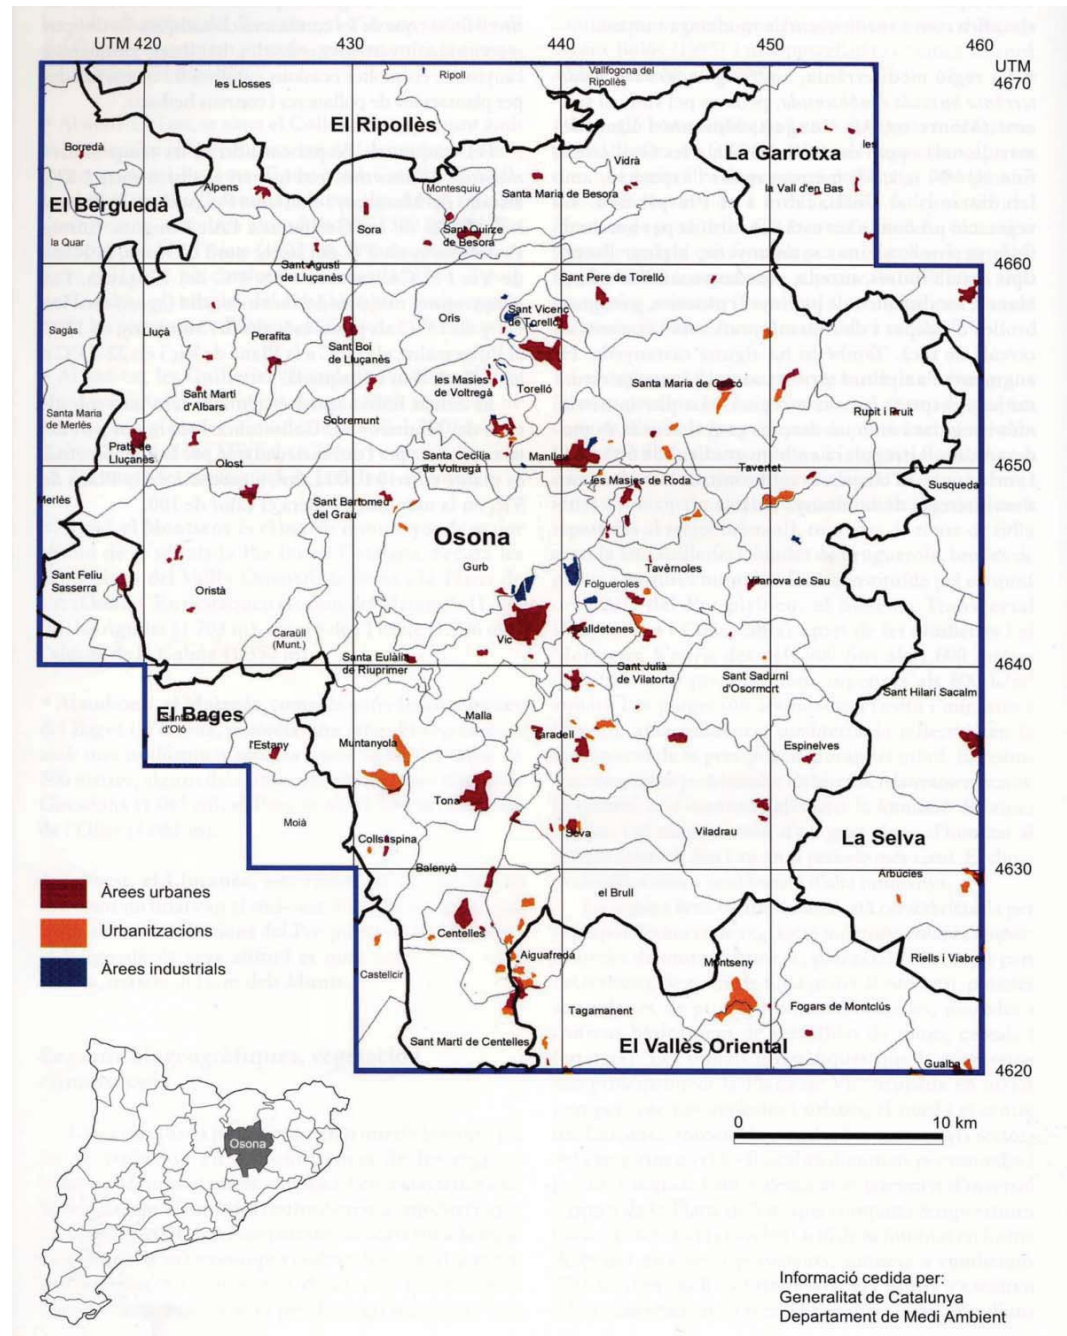 UTM 420
430
440
450
460
UTM
4670
les Llosses
Ripoll
Vallfogona del
Ripollès
El Ripollès
Borredà
La Garrotxa
les
Vidrà
Alpens
Montesquiu
Santa Maria de Besora
la Vall d'en Bas
El Berguedà
la Quar
Sora
Sant Quirze
de Besora
4660
Sant Agustí
de Lluçanès
Sant Pere de Torelló
Sagàs
Lluçà
Perafita
Orís
Sant Vicenç
de Torelló
Sant Boi
de Lluçanès
les Masies
de Voltregà
Torelló
Santa Maria de Corcó
Sant Martí
d'Albars
Santa Maria
de Merlès
Sobremunt
Rupit i Pruit
Prats de
Lluçanès
Olost
Santa Cecília
de Voltregà
Manlleu
Tavertet
4650
les Masies de Roda
Susqueda
Merlès
Sant Bartomeu
del Grau
Osona
Gurb
Sant Feliu
Sasserra
Oristà
Folgueroles
Tavèrnoles
Vilanova de Sau
Vic
Calldetenes
Caraüll
(Munt.)
Santa Eulàlia
de Riuprimer
Sant Julià
de Vilatorta
Sant Sadurní
d'Osormort
4640
Sant Hilari Sacalm
El Bages
d'Oló
l'Estany
Malla
Muntanyola
Taradell
Espinelves
Tona
Moià
Collsuspina
Seva
Viladrau
La Selva
Balenyà
4630
Arbúcies
el Brull
Àrees urbanes
Urbanitzacions
Àrees industrials
Centelles
Castellcir
Aiguafreda
Montseny
Riells i Viabrea
Tagamanent
Fogars de Montclús
Sant Martí de Centelles
El Vallès Oriental
Gualba
4620
0
10 km
Osona
Informació cedida per:
Generalitat de Catalunya
Departament de Medi Ambient